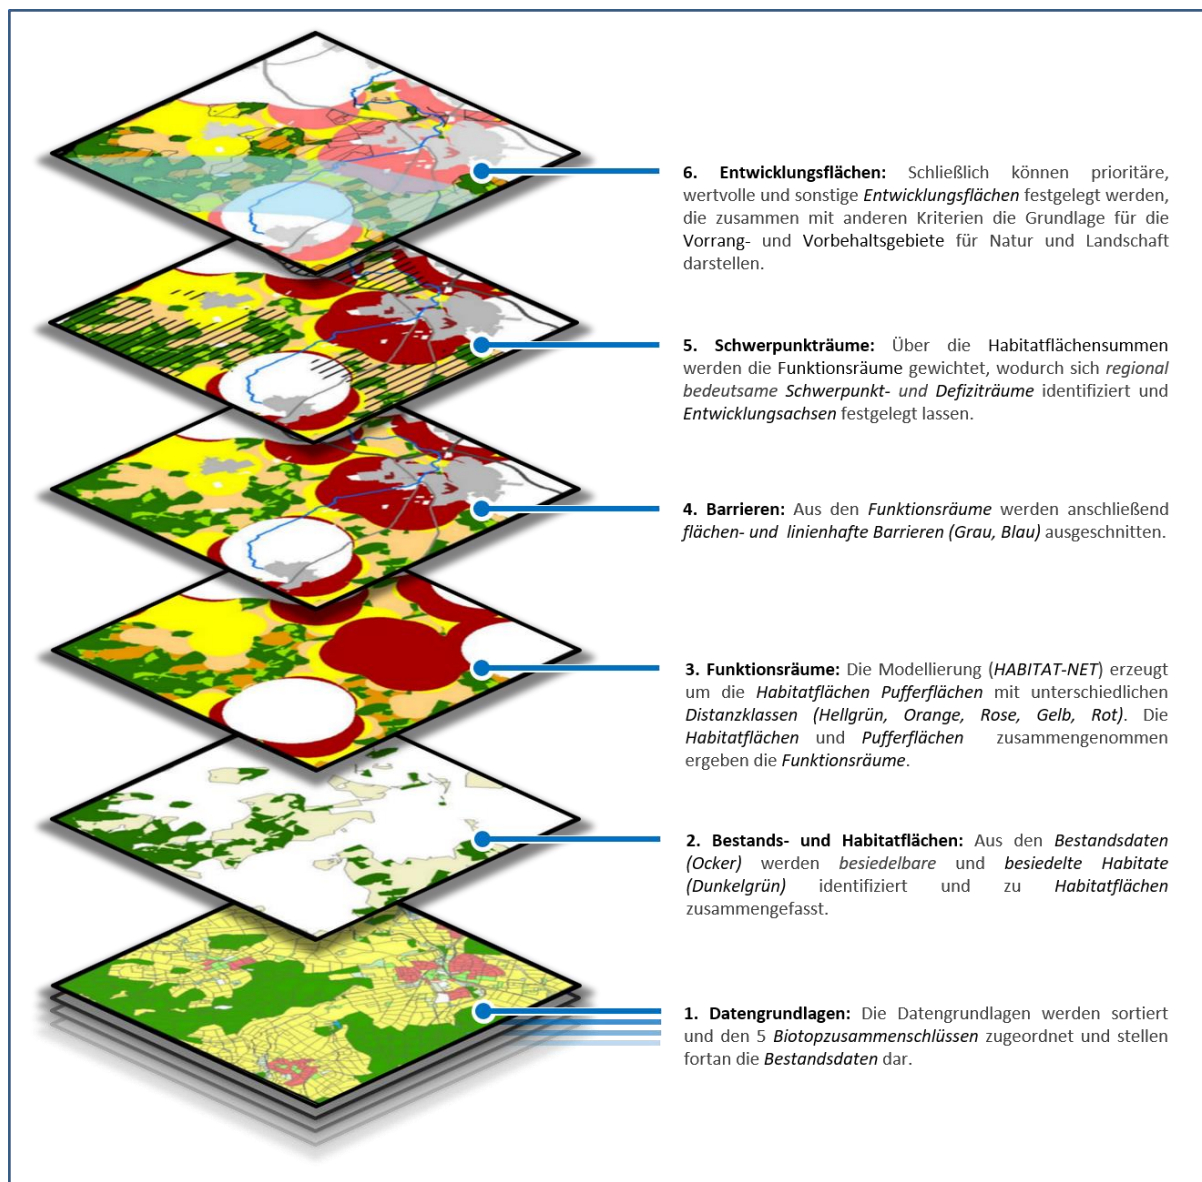 6. Entwicklungsflächen: Schließlich können prioritäre,
wertvolle und sonstige Entwicklungsflächen festgelegt werden,
die zusammen mit anderen Kriterien die Grundlage für die
Vorrang- und Vorbehaltsgebiete für Natur und Landschaft
darstellen.
5. Schwerpunkträume: Über die Habitatflächensummen
werden die Funktionsräume gewichtet, wodurch sich regional
bedeutsame Schwerpunkt- und Defiziträume identifiziert und
Entwicklungsachsen festgelegt lassen.
4. Barrieren: Aus den Funktionsräume werden anschließend
flächen- und linienhafte Barrieren (Grau, Blau) ausgeschnitten.
3. Funktionsräume: Die Modellierung (HABITAT-NET) erzeugt
um die Habitatflächen Pufferflächen mit unterschiedlichen
Distanzklassen (Hellgrün, Orange, Rose, Gelb, Rot). Die
Habitatflächen und Pufferflächen zusammengenommen
ergeben die Funktionsräume.
2. Bestands- und Habitatflächen: Aus den Bestandsdaten
(Ocker) werden besiedelbare und besiedelte Habitate
(Dunkelgrün) identifiziert und zu Habitatflächen
zusammengefasst.
1. Datengrundlagen: Die Datengrundlagen werden sortiert
und den 5 Biotopzusammenschlüssen zugeordnet und stellen
fortan die Bestandsdaten dar.